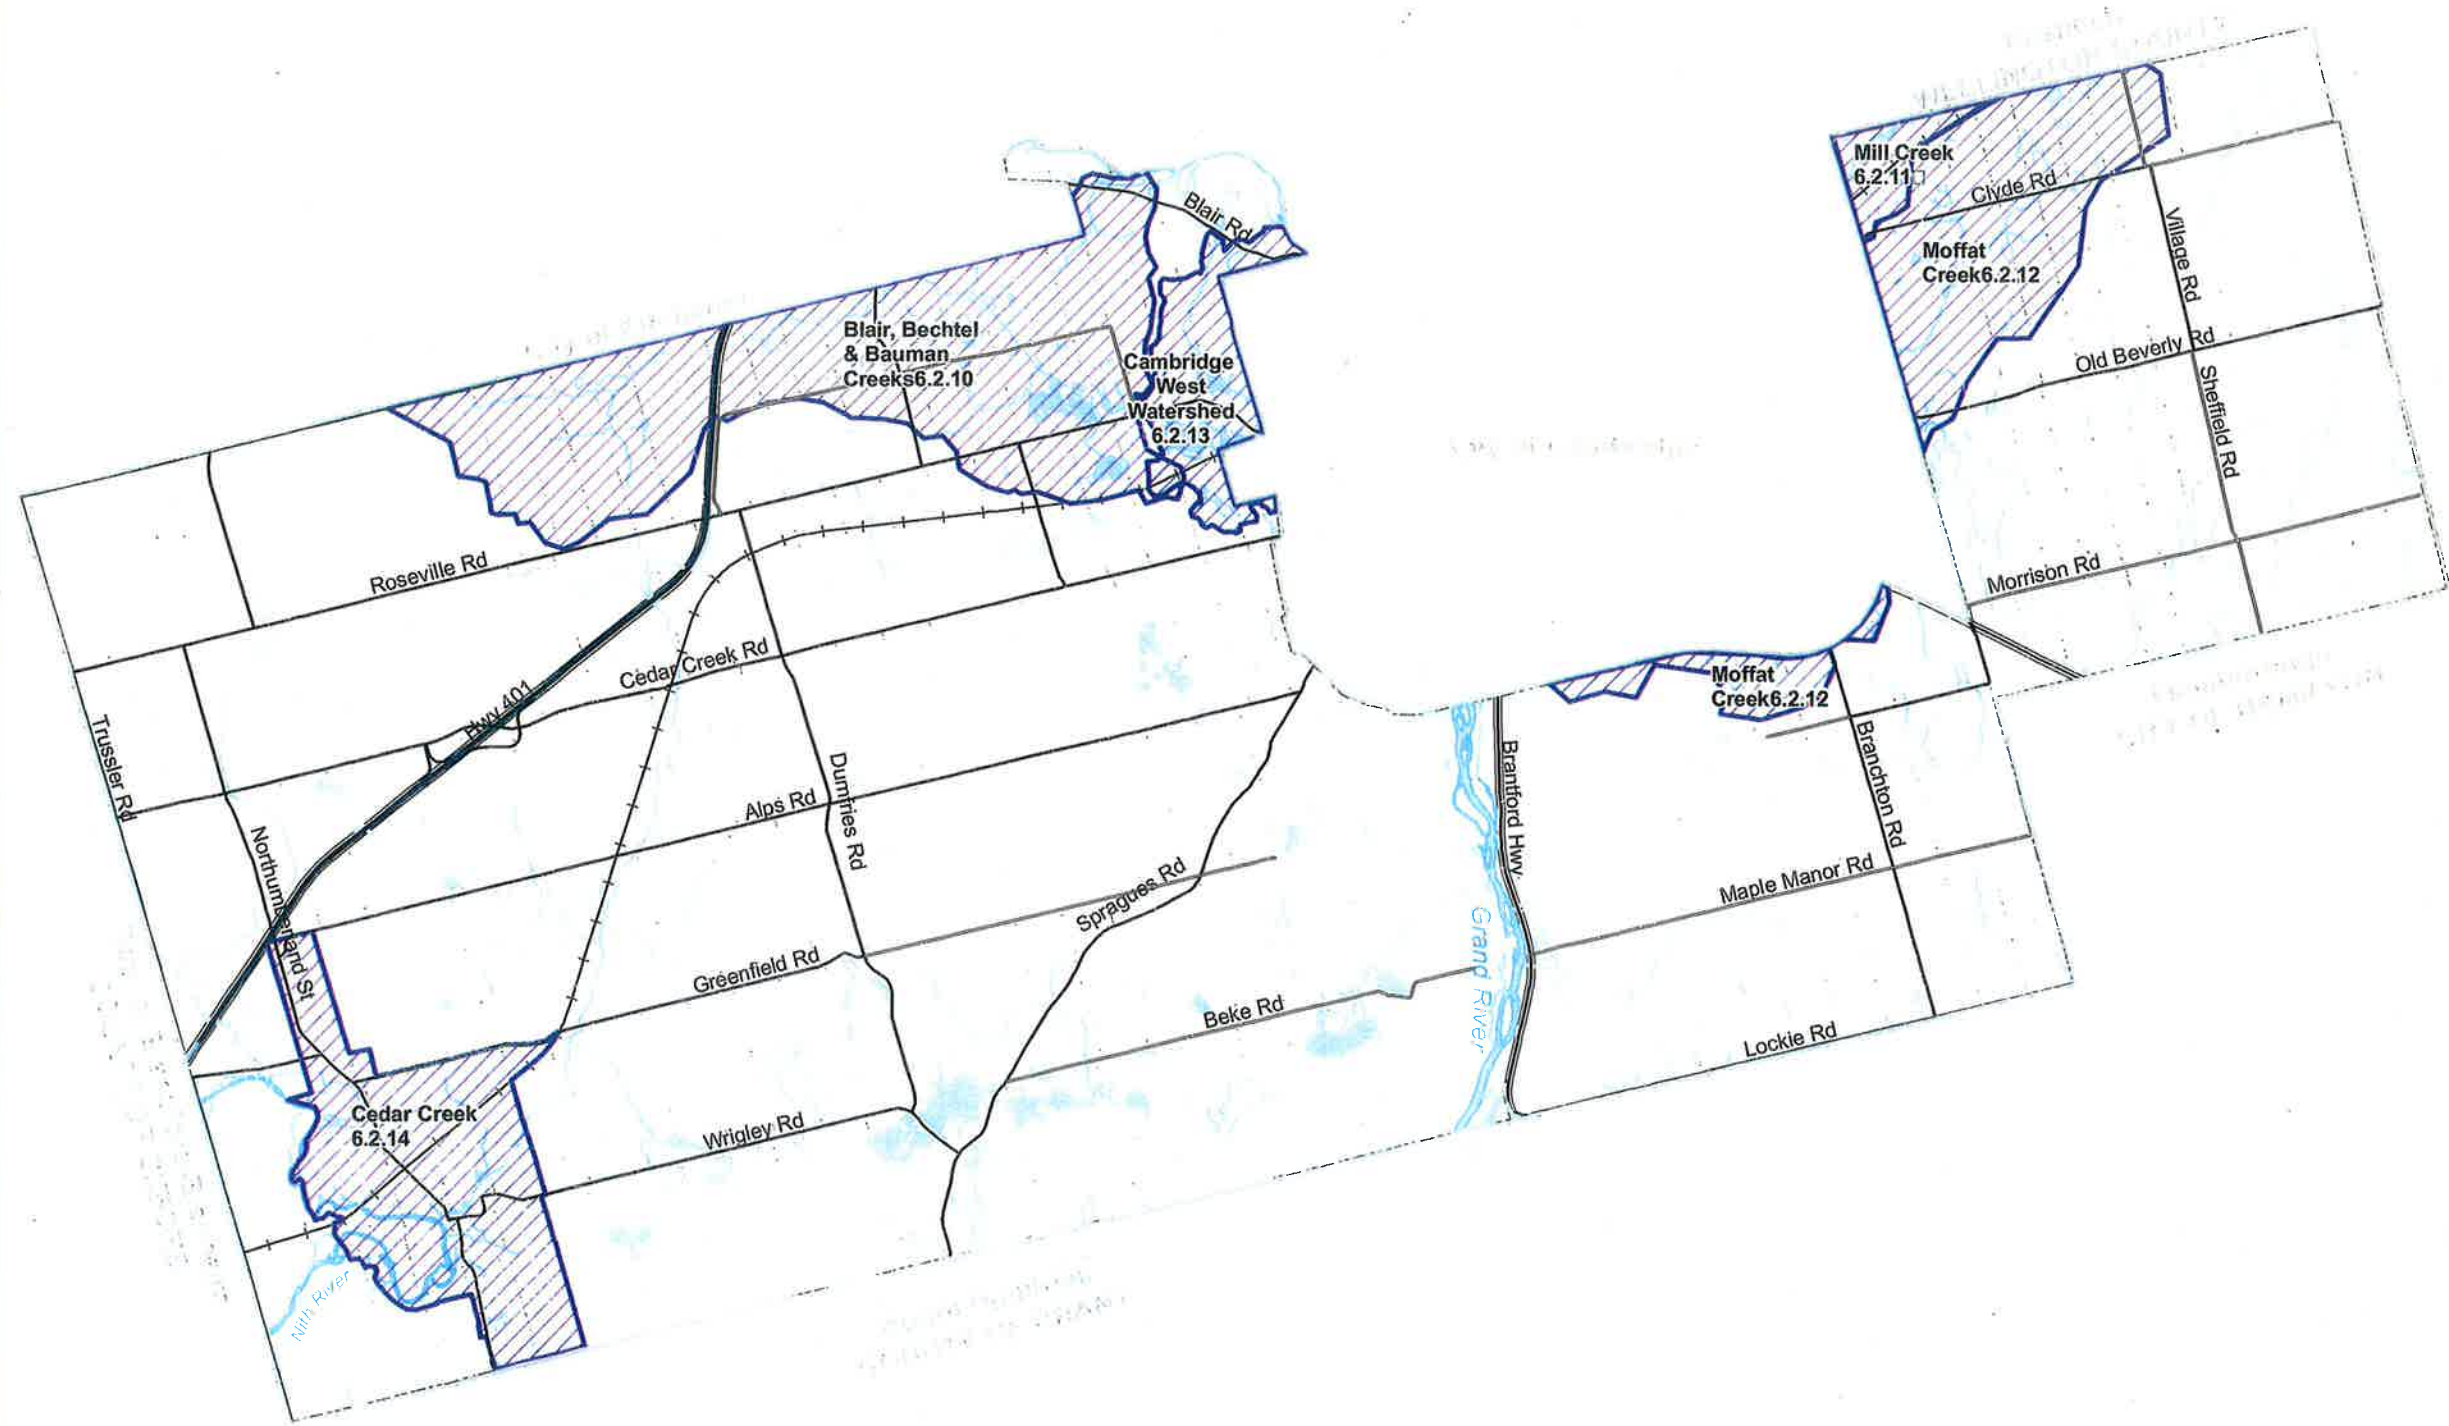 Mill Creek
6.2.11
Clyde Rd
Blair Rd
Village Rd
Moffat
Creek6.2.12
Blair, Bechtel
& Bauman
Creeks6.2.10
Cambridge
West
Watershed
6.2.13
Old Beverly Rd
Sheffield Rd
Roseville Rd
Morrison Rd
Cedar Creek Rd
Moffat
Creek6.2.12
Hwy 401
Trussler Rd
Branchton Rd
Brantford Hwy.
Dumfries Rd
Alps Rd
Northumberland St
Spragues Rd
Maple Manor Rd
Grand River
Greenfield Rd
Beke Rd
Lockie Rd
Cedar Creek
6.2.14
Wrigley Rd
Nith River